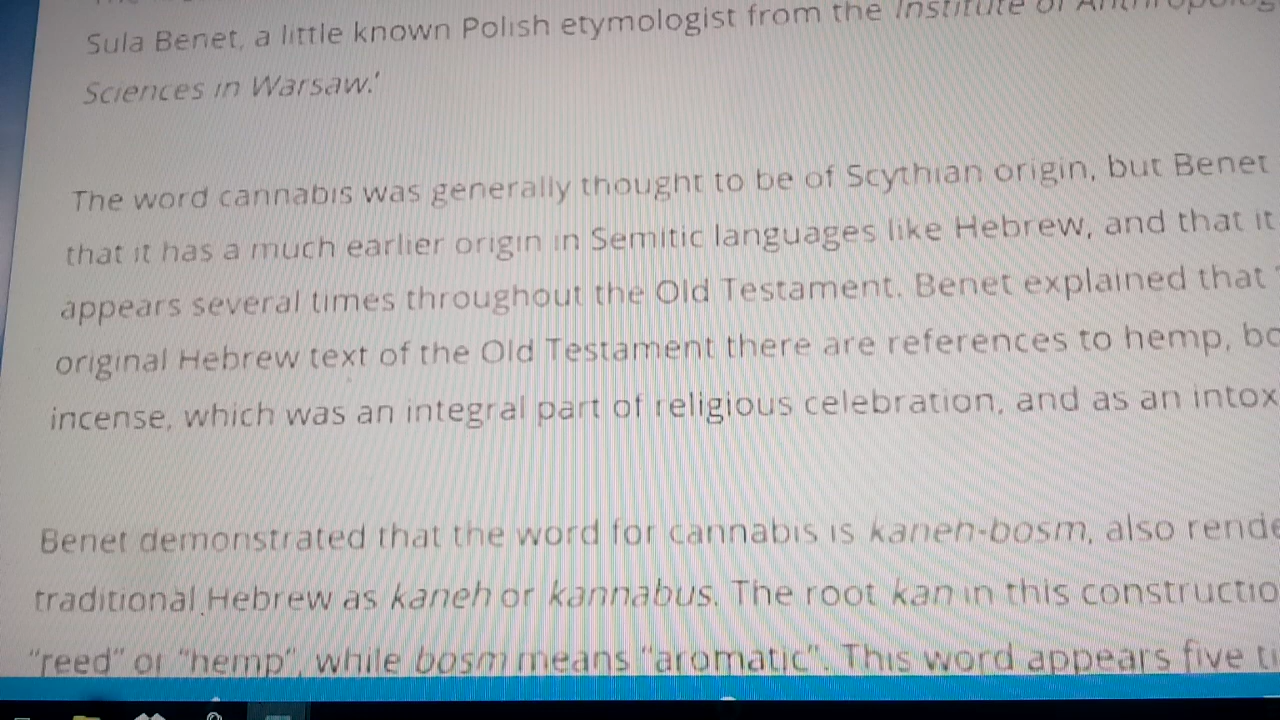 Sula Benet, a little known Polish etymologist from the Institute of
Sciences in Warsaw.'
The word cannabis was generally thought to be of Scythian origin, but Benet
that it has a much earlier origin in Semitic languages like Hebrew, and that it
appears several times throughout the Old Testament. Benet explained that
original Hebrew text of the Old Testament there are references to hemp,
incense, which was an integral part of religious celebration, and as an
Benet demonstrated that the word for cannabis is kaneh-bosm, also
traditional Hebrew as kaneh or kannabus. The root kan in this
"reed" or "hemp", while bosm means "aromatic". This word appears five